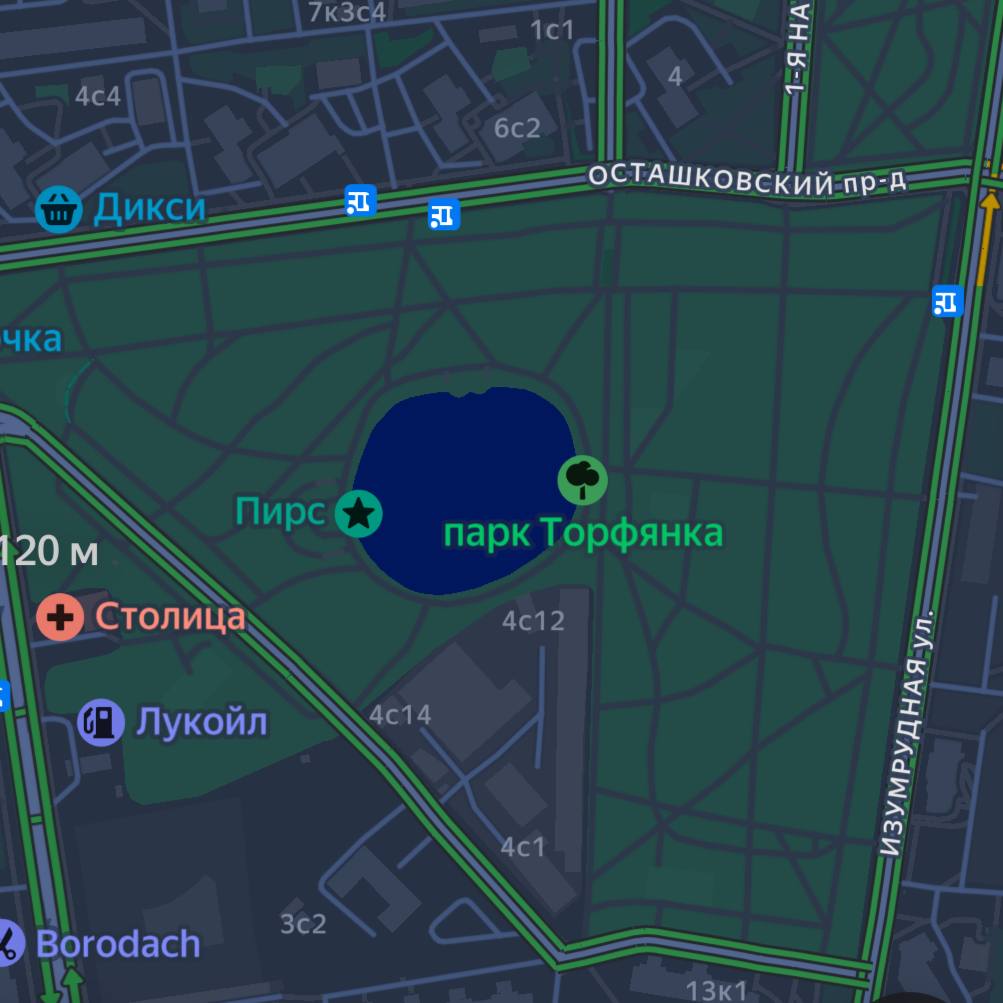 7к3с4
1с1
1-Я НА
4
4с4
6с2
ОСТАШКОВСКИЙ пр-д
Дикси
чка
Пирс
парк Торфянка
120 м
Столица
4с12
4с14
Лукойл
ИЗУМРУДНАЯ ул.
4с1
3с2
Borodach
13к1